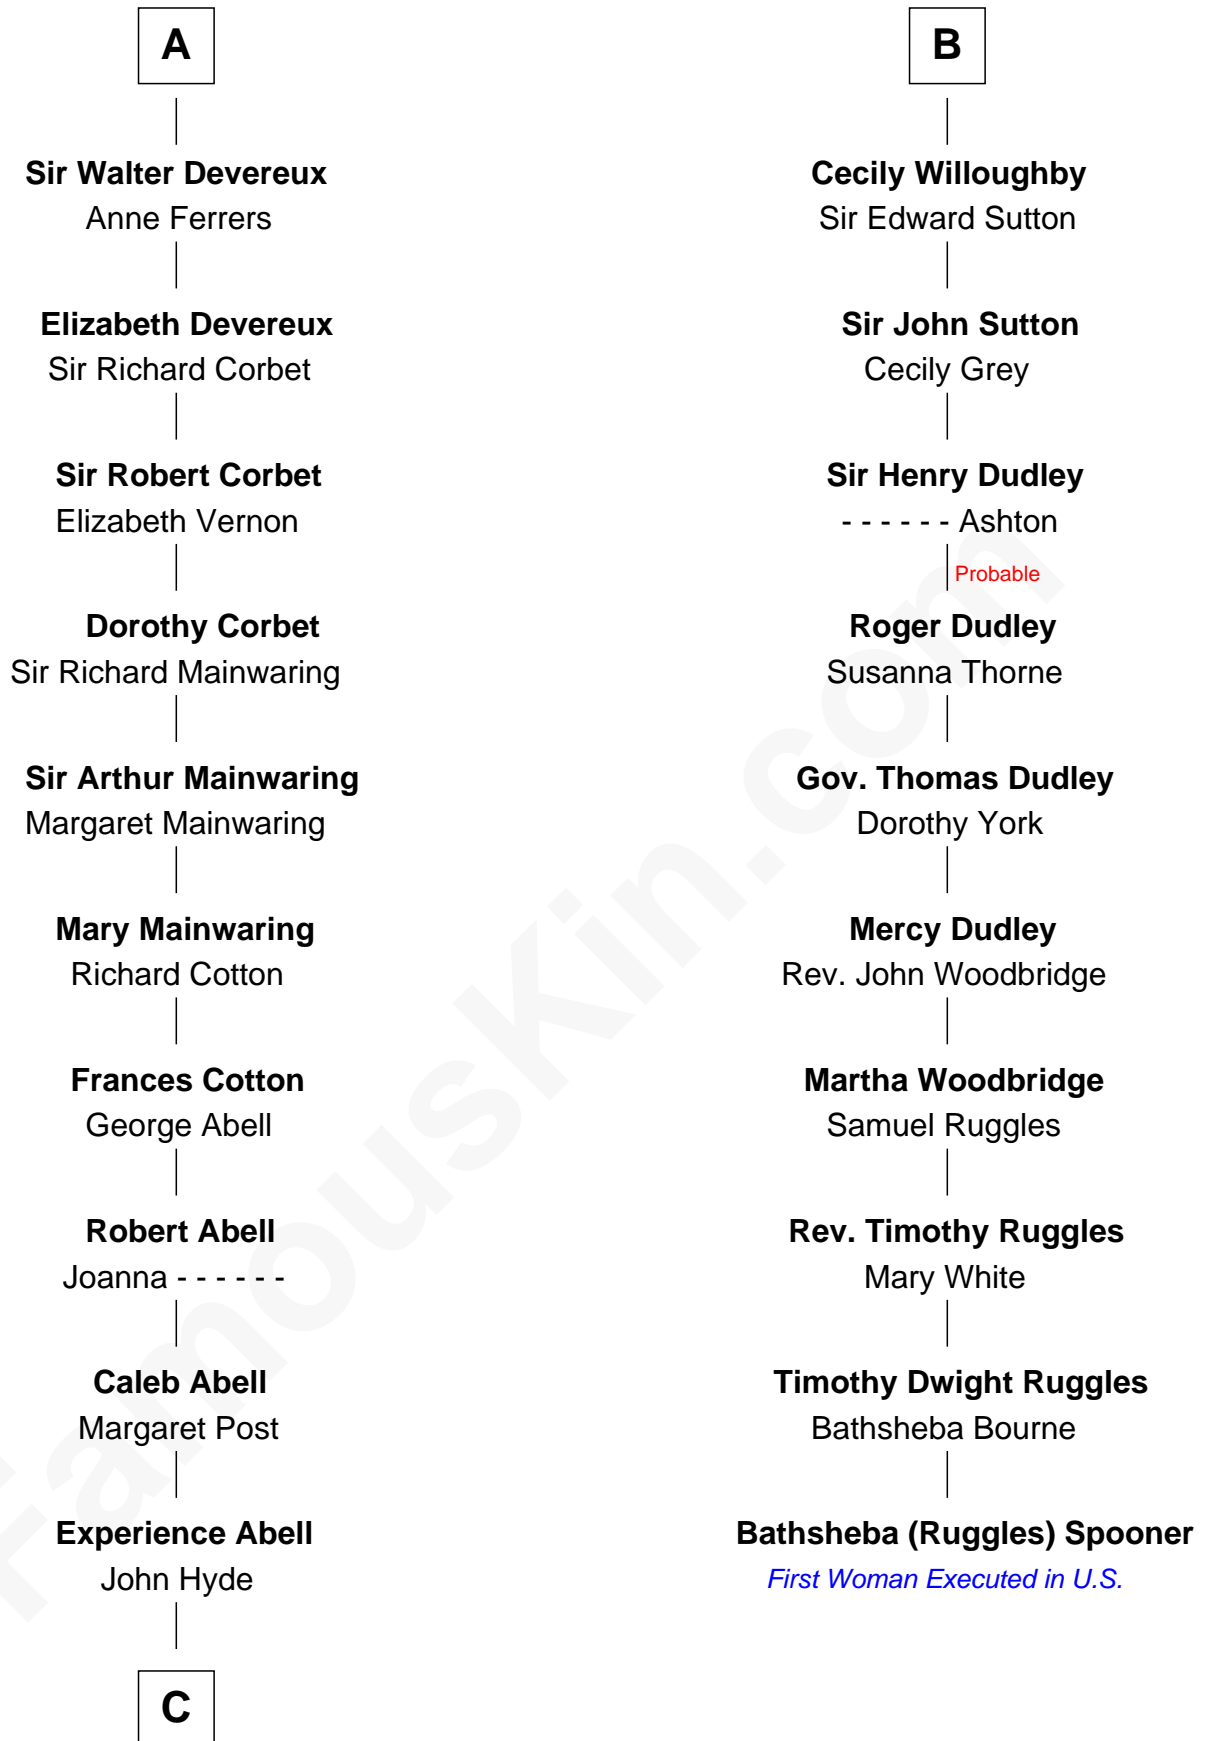 A
Sir Walter Devereux
Anne Ferrers
Elizabeth Devereux
Sir Richard Corbet
Sir Robert Corbet
Elizabeth Vernon
Dorothy Corbet
Sir Richard Mainwaring
Sir Arthur Mainwaring
Margaret Mainwaring
Mary Mainwaring
Richard Cotton
Frances Cotton
George Abell
Robert Abell
Joanna - - - - - -
Caleb Abell
Margaret Post
Experience Abell
John Hyde
C
B
Cecily Willoughby
Sir Edward Sutton
Sir John Sutton
Cecily Grey
Sir Henry Dudley
- - - - - - Ashton
Probable
Roger Dudley
Susanna Thorne
Gov. Thomas Dudley
Dorothy York
Mercy Dudley
Rev. John Woodbridge
Martha Woodbridge
Samuel Ruggles
Rev. Timothy Ruggles
Mary White
Timothy Dwight Ruggles
Bathsheba Bourne
Bathsheba (Ruggles) Spooner
First Woman Executed in U.S.
FamousKin.com